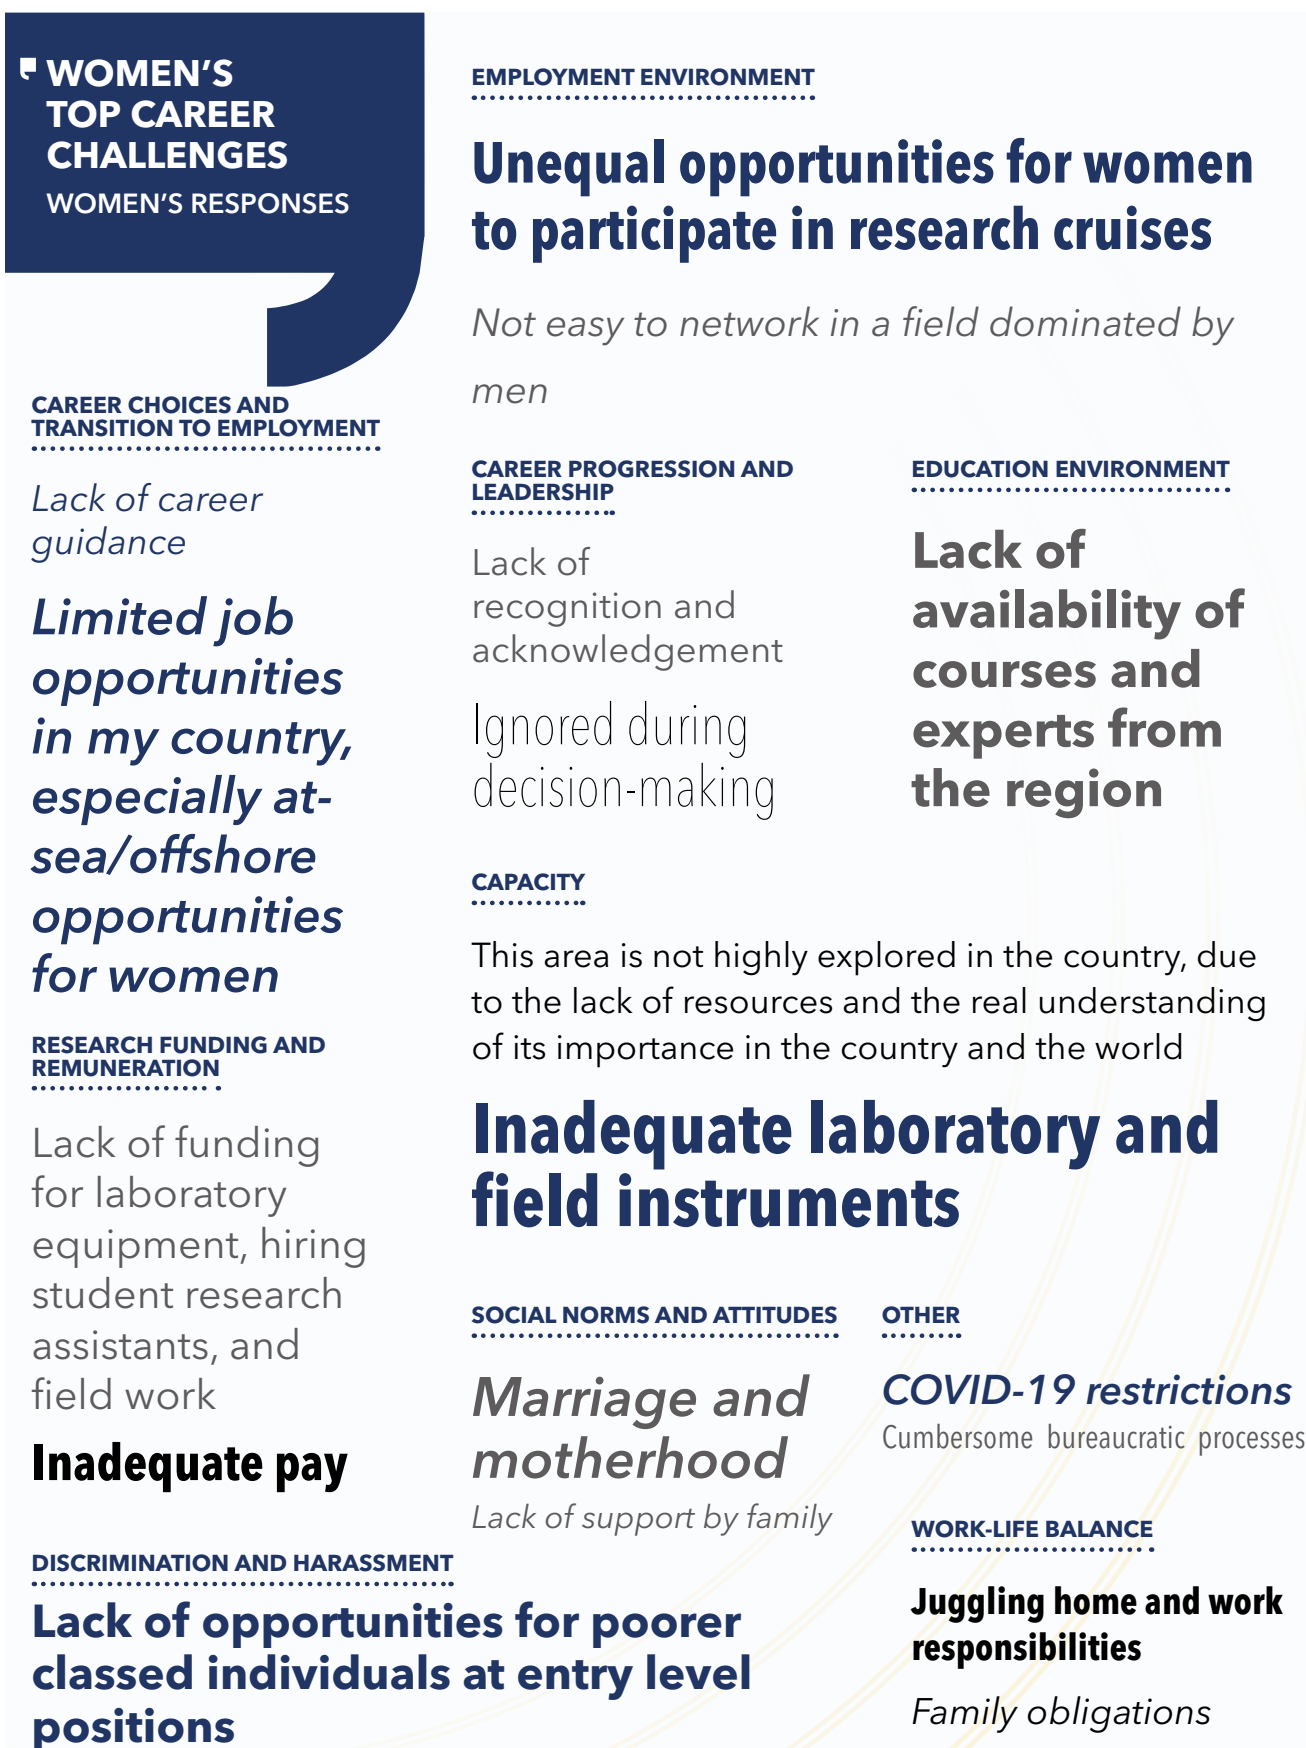 WOMEN'S
TOP CAREER
CHALLENGES
WOMEN'S RESPONSES
CAREER CHOICES AND
TRANSITION TO EMPLOYMENT
Lack of career
guidance
Limited job
opportunities
in my country,
especially at-
sea/offshore
opportunities
for women
RESEARCH FUNDING AND
REMUNERATION
Lack of funding
for laboratory
equipment, hiring
student research
assistants, and
field work
Inadequate pay
DISCRIMINATION AND HARASSMENT
Lack of opportunities for poorer
classed individuals at entry level
positions
EMPLOYMENT ENVIRONMENT
Unequal opportunities for women
to participate in research cruises
Not easy to network in a field dominated by
men
CAREER PROGRESSION AND
LEADERSHIP
Lack of
recognition and
acknowledgement
Ignored during
decision-making
EDUCATION ENVIRONMENT
Lack of
availability of
courses and
experts from
the region
CAPACITY
This area is not highly explored in the country, due
to the lack of resources and the real understanding
of its importance in the country and the world
Inadequate laboratory and
field instruments
SOCIAL NORMS AND ATTITUDES
Marriage and
motherhood
Lack of support by family
OTHER
COVID-19 restrictions
Cumbersome bureaucratic processes
WORK-LIFE BALANCE
Juggling home and work
responsibilities
Family obligations